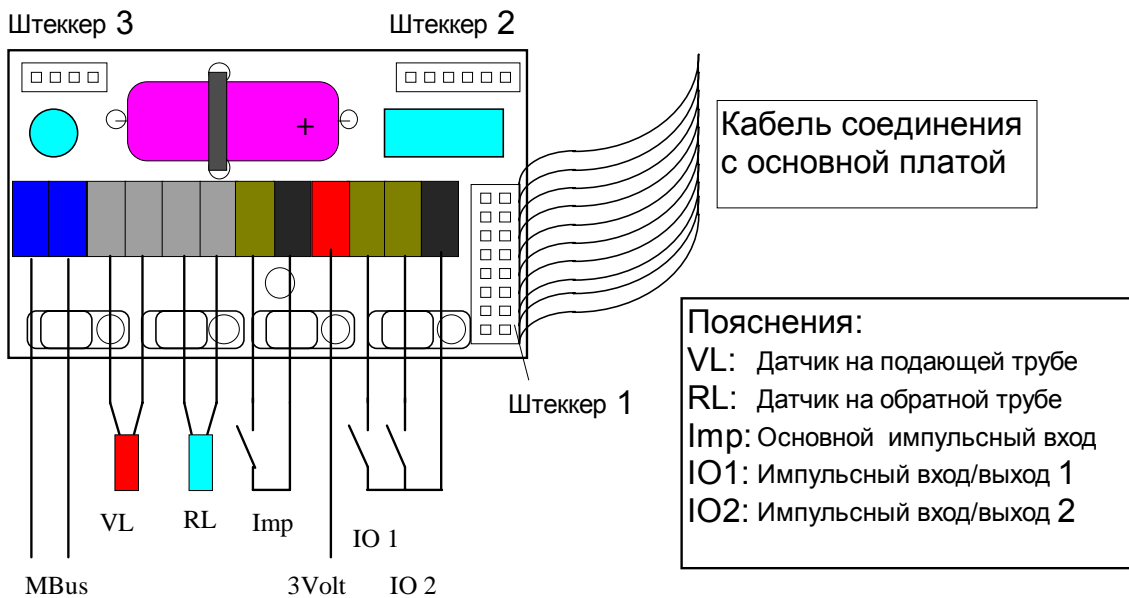 Штеккер 3
Штеккер 2
+
Кабель соединения
с основной платой
Штеккер 1
Пояснения:
VL: Датчик на подающей трубе
RL: Датчик на обратной трубе
Imp: Основной импульсный вход
IO1: Импульсный вход/выход 1
IO2: Импульсный вход/выход 2
VL
RL
Imp
IO 1
MBus
3Volt
IO 2